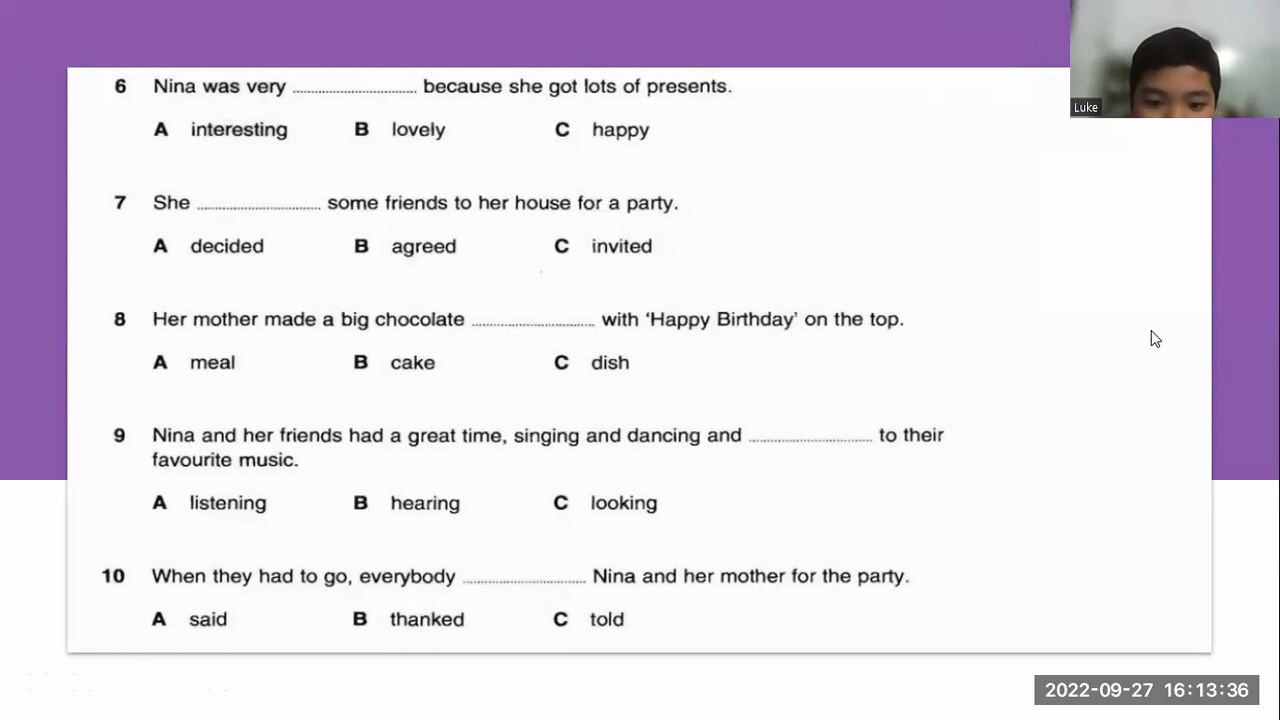 6 Nina was very ........................ because she got lots of presents.
A interesting B lovely C happy
7 She ........................ some friends to her house for a party.
A decided B agreed C invited
8 Her mother made a big chocolate ........................ with ‘Happy Birthday’ on the top.
A meal B cake C dish
9 Nina and her friends had a great time, singing and dancing and ........................ to their
favourite music.
A listening B hearing C looking
10 When they had to go, everybody ........................ Nina and her mother for the party.
A said B thanked C told
Luke
2022-09-27 16:13:36